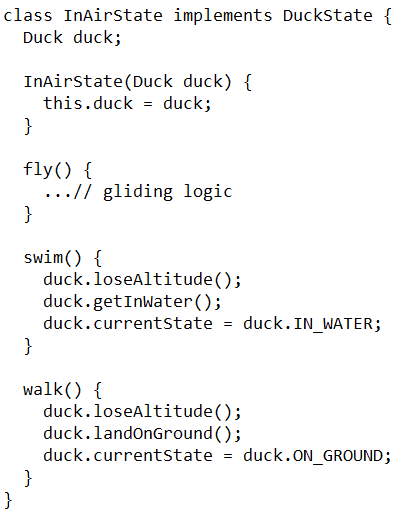 class InAirState implements DuckState {
  Duck duck;

  InAirState(Duck duck) {
    this.duck = duck;
  }

  fly() {
    ...// gliding logic
  }

  swim() {
    duck.loseAltitude();
    duck.getInWater();
    duck.currentState = duck.IN_WATER;
  }

  walk() {
    duck.loseAltitude();
    duck.landOnGround();
    duck.currentState = duck.ON_GROUND;
  }
}